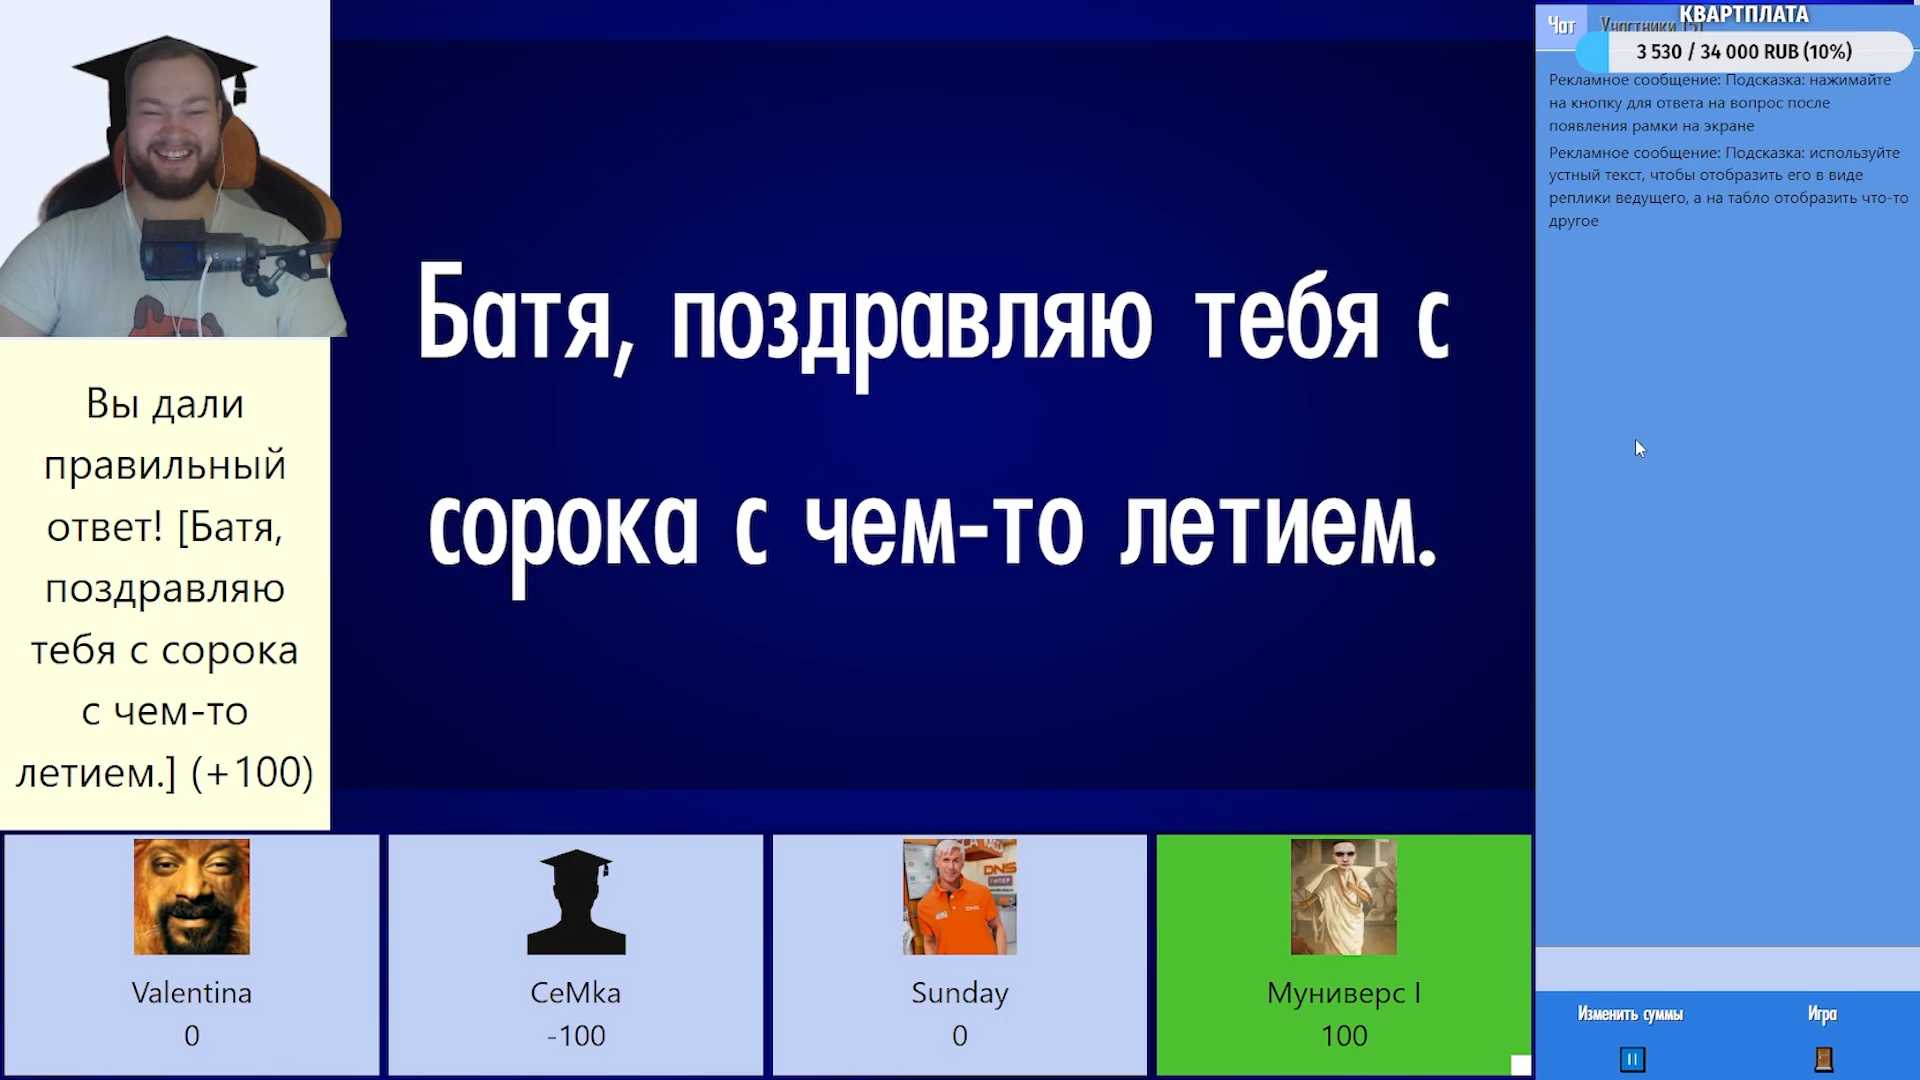 Батя, поздравляю тебя с
сорока с чем-то летием.
Вы дали
правильный
ответ! [Батя,
поздравляю
тебя с сорока
с чем-то
летием.] (+100)
Valentina
0
CeMka
-100
Sunday
0
Муниверс I
100
Чат
КВАРТПЛАТА
3 530 / 34 000 RUB (10%)
Рекламное сообщение: Подсказка: нажимайте
на кнопку для ответа на вопрос после
появления рамки на экране
Рекламное сообщение: Подсказка: используйте
устный текст, чтобы отобразить его в виде
реплики ведущего, а на табло отобразить что-то
другое
Изменить суммы
Игра
DNS